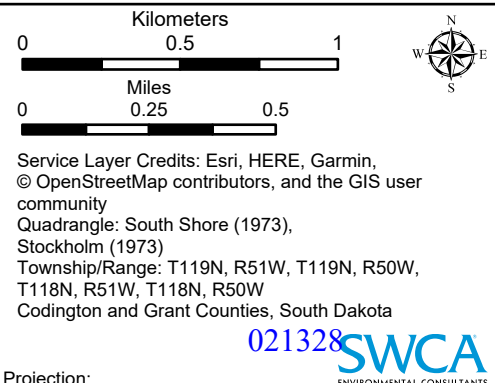 Kilometers
0 0.5 1
N
W E
S
Miles
0 0.25 0.5
Service Layer Credits: Esri, HERE, Garmin,
© OpenStreetMap contributors, and the GIS user
community
Quadrangle: South Shore (1973),
Stockholm (1973)
Township/Range: T119N, R51W, T119N, R50W,
T118N, R51W, T118N, R50W
Codington and Grant Counties, South Dakota
021328
SWCA
ENVIRONMENTAL CONSULTANTS
Projection: